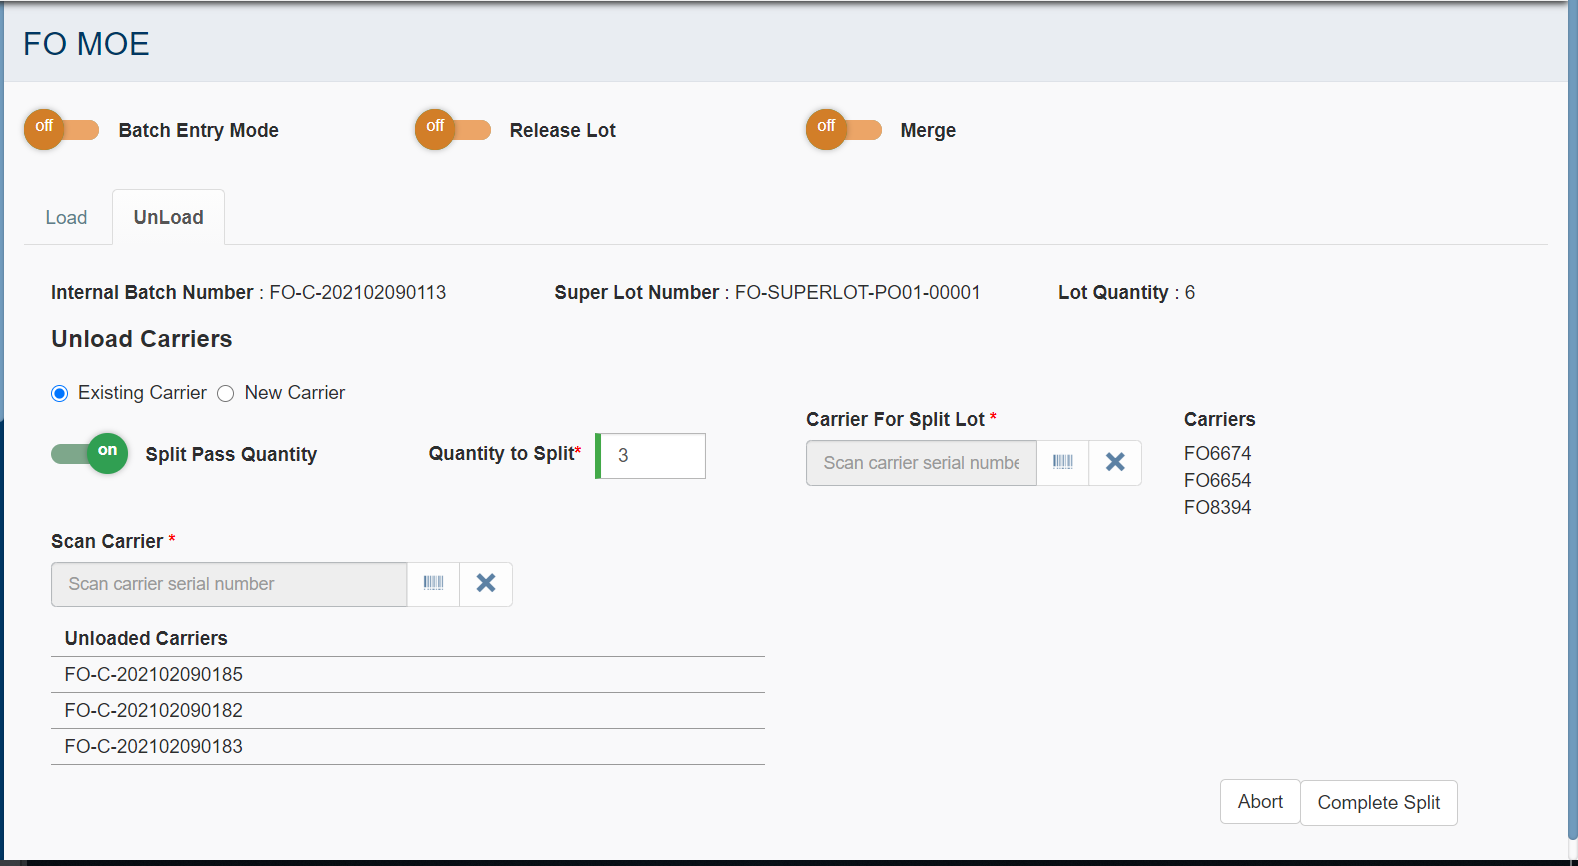 FO MOE
off Batch Entry Mode off Release Lot off Merge
Load UnLoad
Internal Batch Number : FO-C-202102090113 Super Lot Number : FO-SUPERLOT-PO01-00001 Lot Quantity : 6
Unload Carriers
Existing Carrier New Carrier
on Split Pass Quantity Quantity to Split* 3
Carrier For Split Lot *
Scan carrier serial numbe
Carriers
FO6674
FO6654
FO8394
Scan Carrier *
Scan carrier serial number
Unloaded Carriers
FO-C-202102090185
FO-C-202102090182
FO-C-202102090183
Abort Complete Split